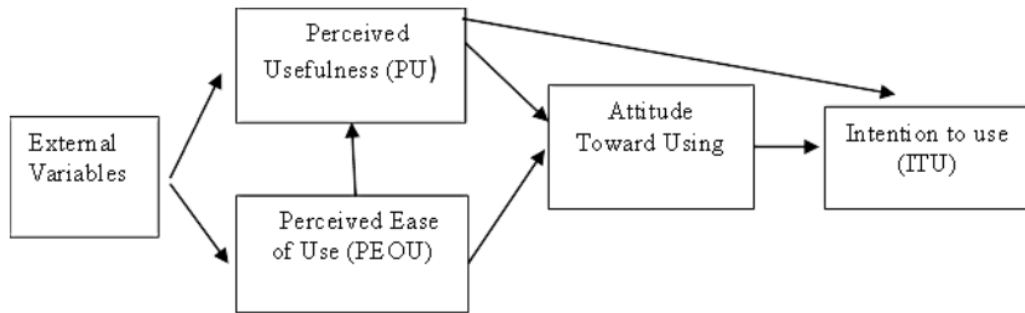 External
Variables
Perceived
Usefulness (PU)
Perceived Ease
of Use (PEOU)
Attitude
Toward Using
Intention to use
(ITU)